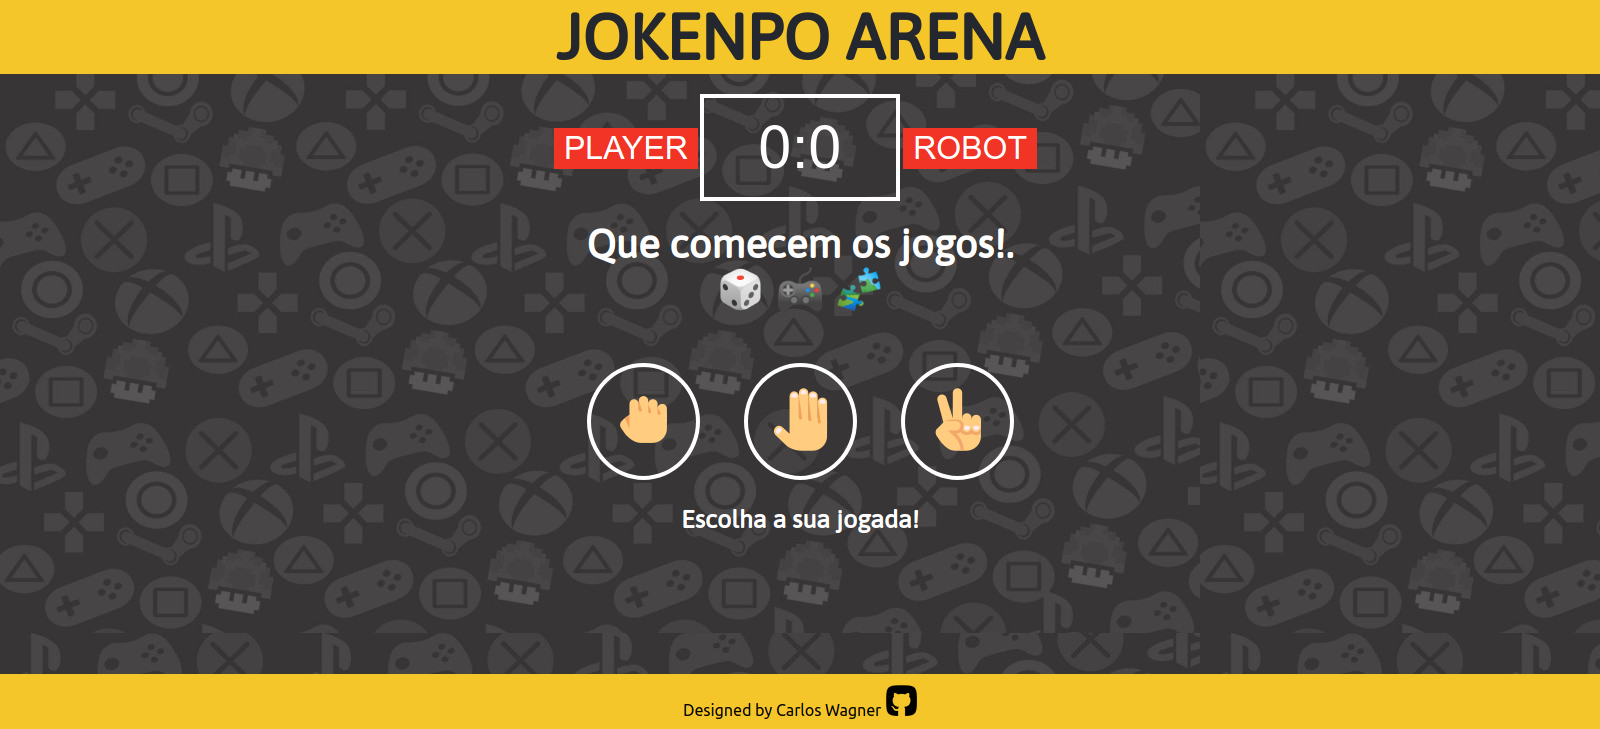 JOKENPO ARENA
PLAYER 0:0 ROBOT
Que comecem os jogos!.
Escolha a sua jogada!
Designed by Carlos Wagner